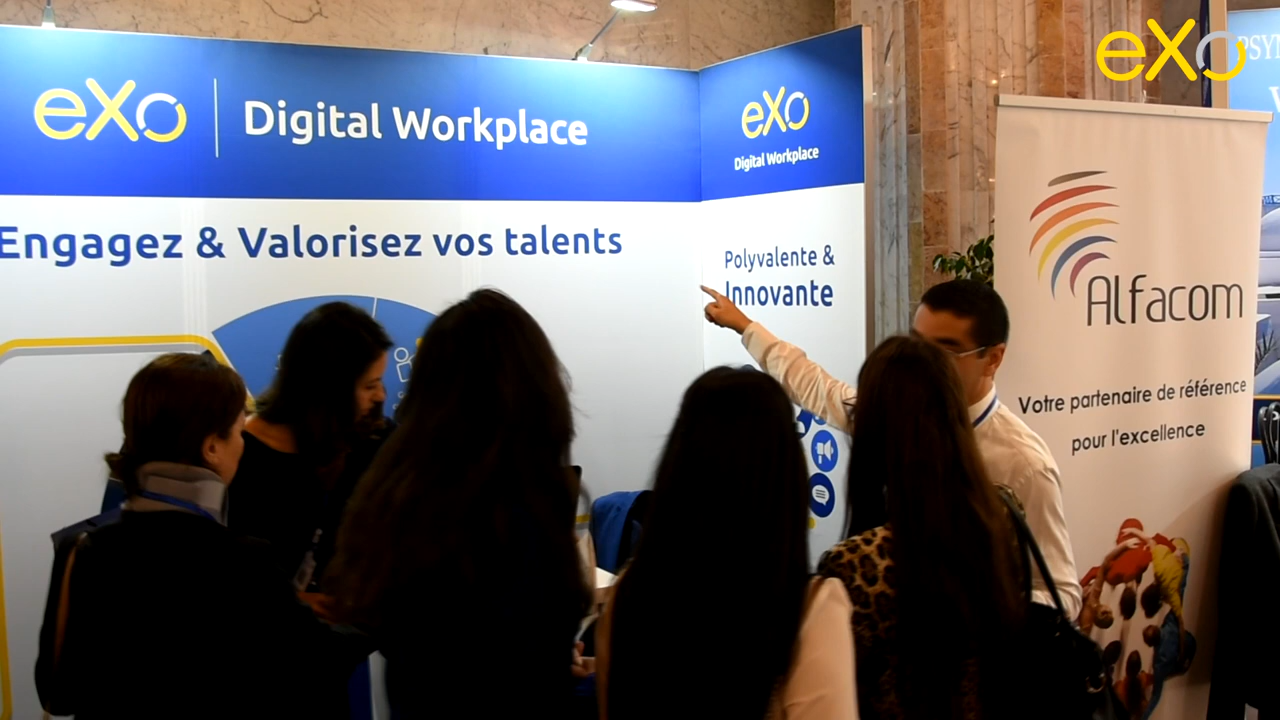 eXo
Digital Workplace
eXo
Digital Workplace
Engagez & Valorisez vos talents
Polyvalente &
Innovante
eXo
Alfacom
Votre partenaire de référence
pour l'excellence